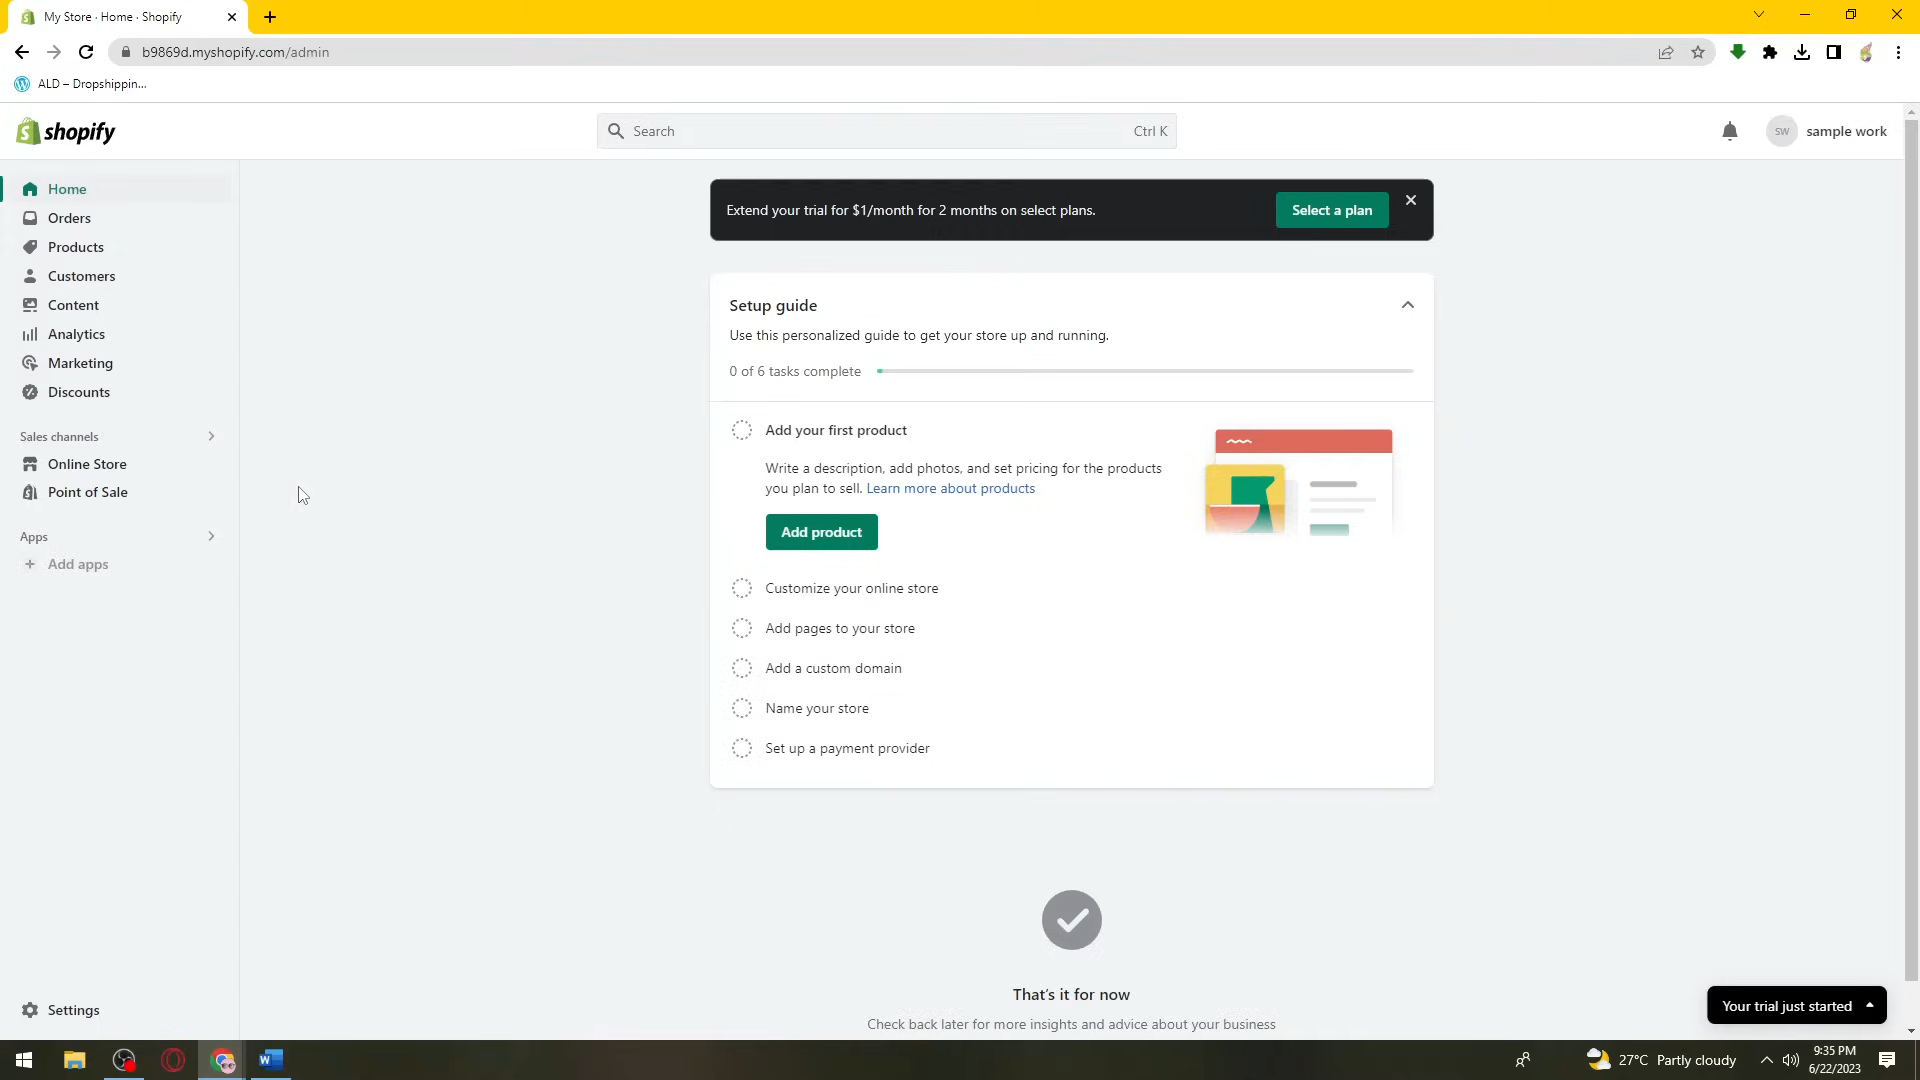 My Store · Home · Shopify
b9869d.myshopify.com/admin
ALD – Dropshippin...
shopify
Search
Ctrl K
SW
sample work
Home
Orders
Products
Customers
Content
Analytics
Marketing
Discounts
Sales channels
Online Store
Point of Sale
Apps
Add apps
Settings
Extend your trial for $1/month for 2 months on select plans.
Select a plan
Setup guide
Use this personalized guide to get your store up and running.
0 of 6 tasks complete
Add your first product
Write a description, add photos, and set pricing for the products
you plan to sell. Learn more about products
Add product
Customize your online store
Add pages to your store
Add a custom domain
Name your store
Set up a payment provider
That's it for now
Check back later for more insights and advice about your business
Your trial just started
27°C Partly cloudy
9:35 PM
6/22/2023